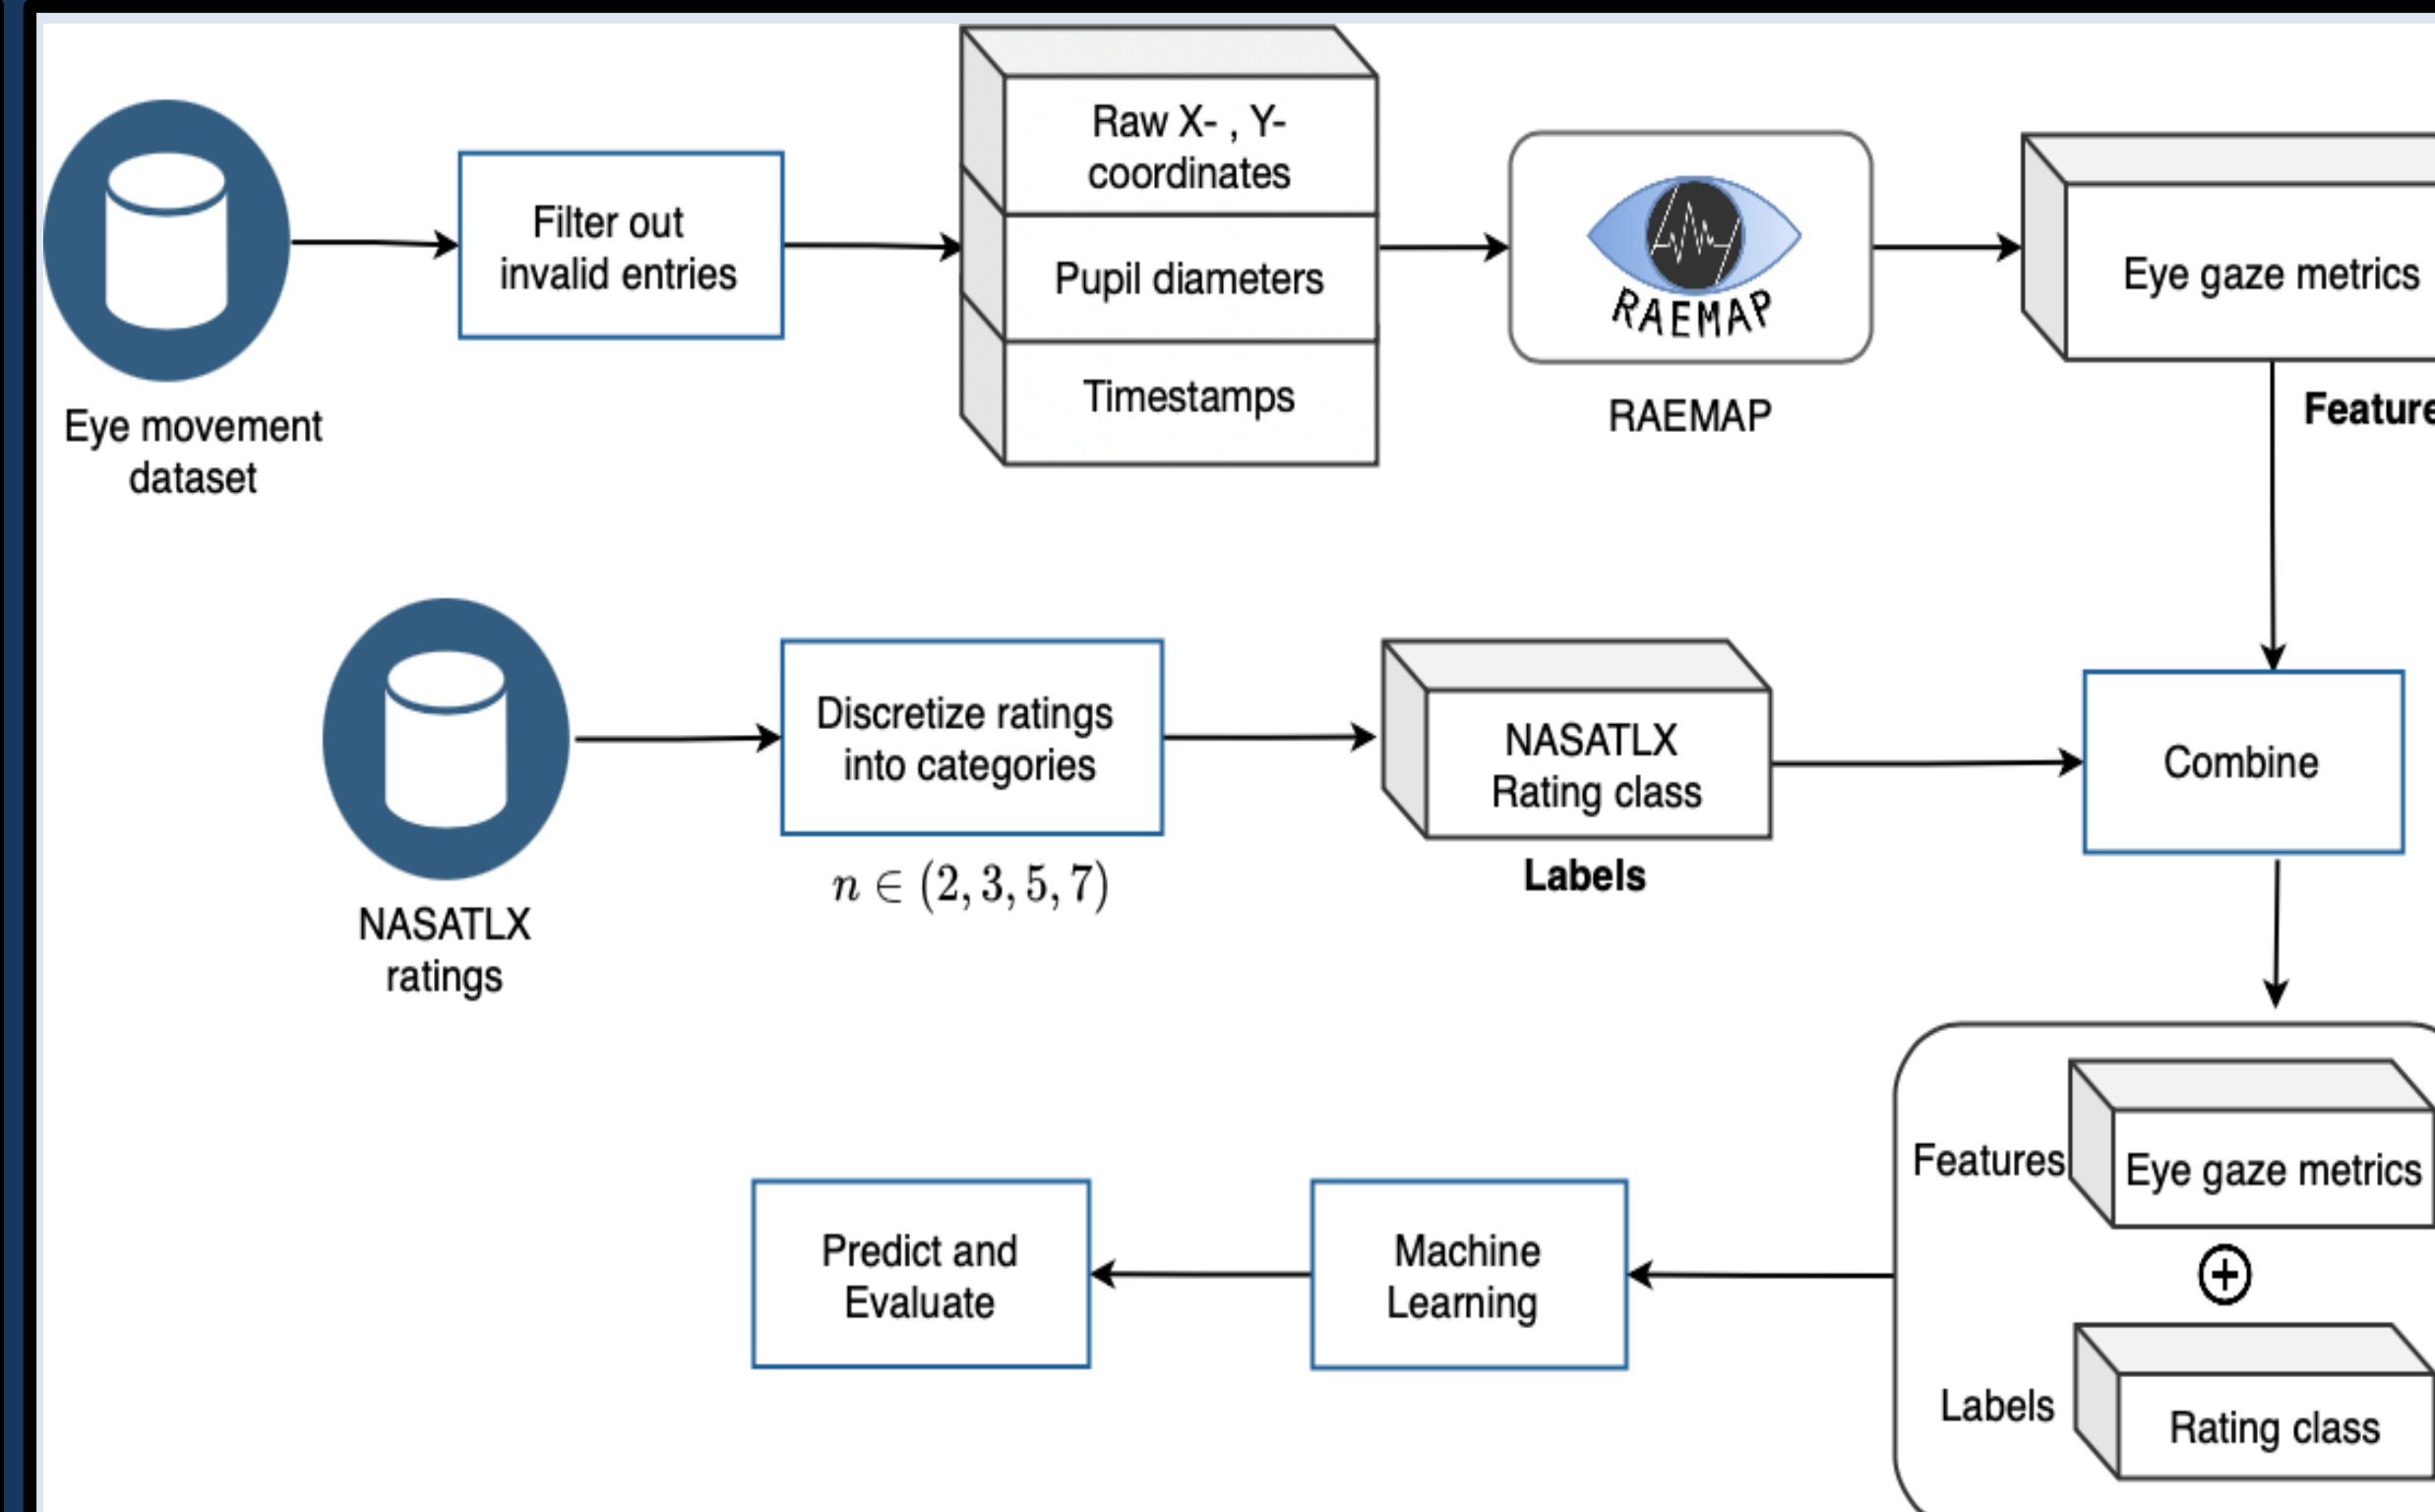 Raw X- , Y-
coordinates
Filter out
invalid entries
Pupil diameters
Eye gaze metrics
RAEMAP
Timestamps
RAEMAP
Feature
Eye movement
dataset
Discretize ratings
into categories
NASATLX
Rating class
Combine
n ∈ (2, 3, 5, 7)
Labels
NASATLX
ratings
Features
Eye gaze metrics
Predict and
Evaluate
Machine
Learning
Labels
Rating class